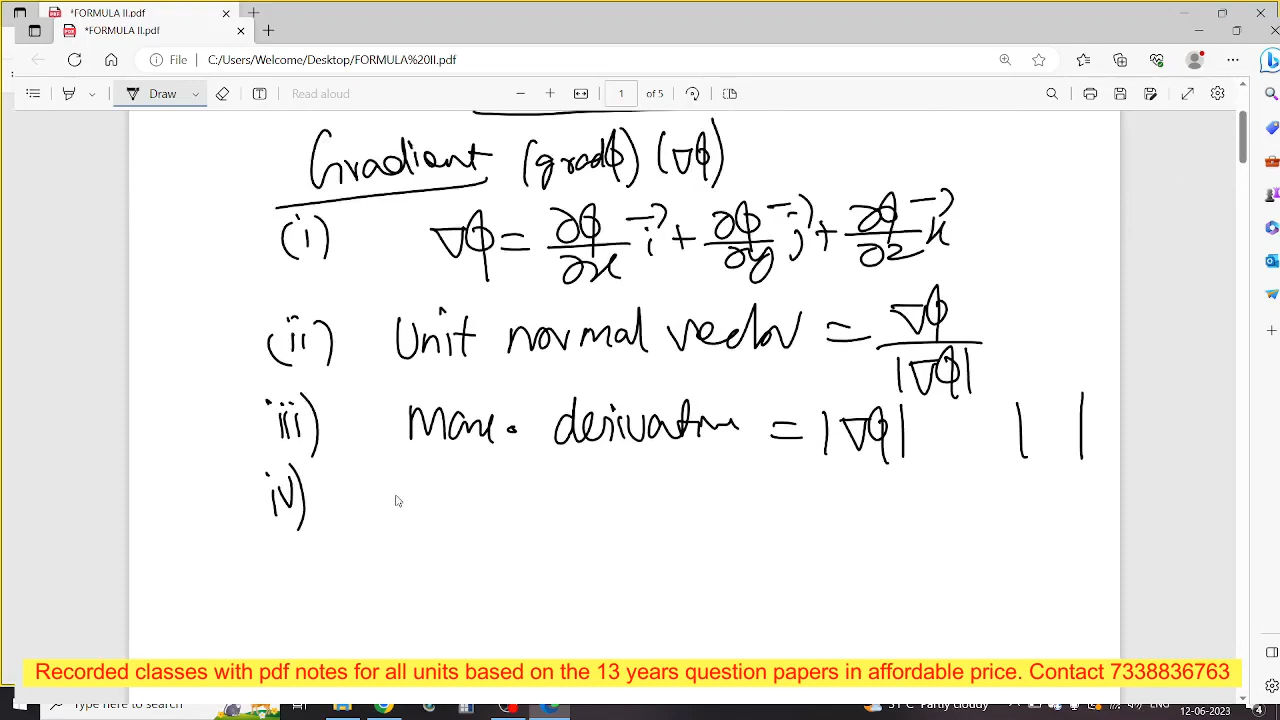 *FORMULA II.pdf
*FORMULA II.pdf
File C:/Users/Welcome/Desktop/FORMULA%20II.pdf
Draw Read aloud 1 of 5
Gradient (gradϕ) (∇ϕ)
(i) ∇ϕ = ∂ϕ/∂x i⃗ + ∂ϕ/∂y j⃗ + ∂ϕ/∂z k⃗
(ii) Unit normal vector = ∇ϕ/|∇ϕ|
iii) Max. derivative = |∇ϕ| | |
iv)
Recorded classes with pdf notes for all units based on the 13 years question papers in affordable price. Contact 7338836763
Type here to search
12-06-2023